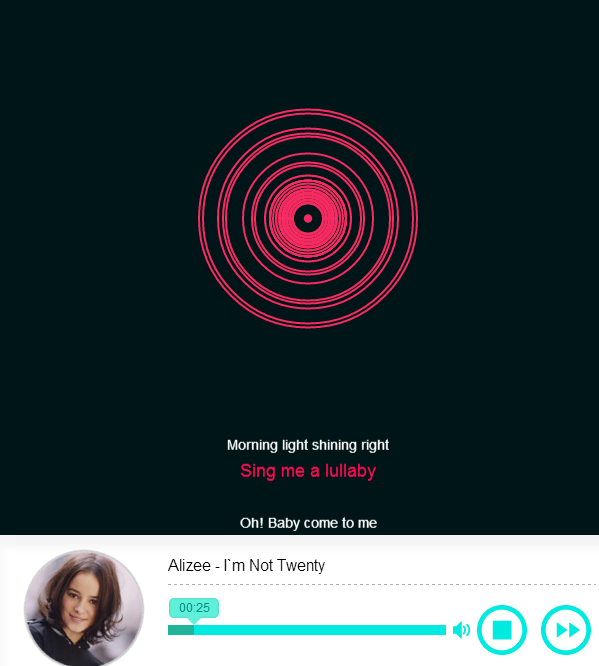 Morning light shining right
Sing me a lullaby
Oh! Baby come to me
Alizee - I`m Not Twenty
00:25